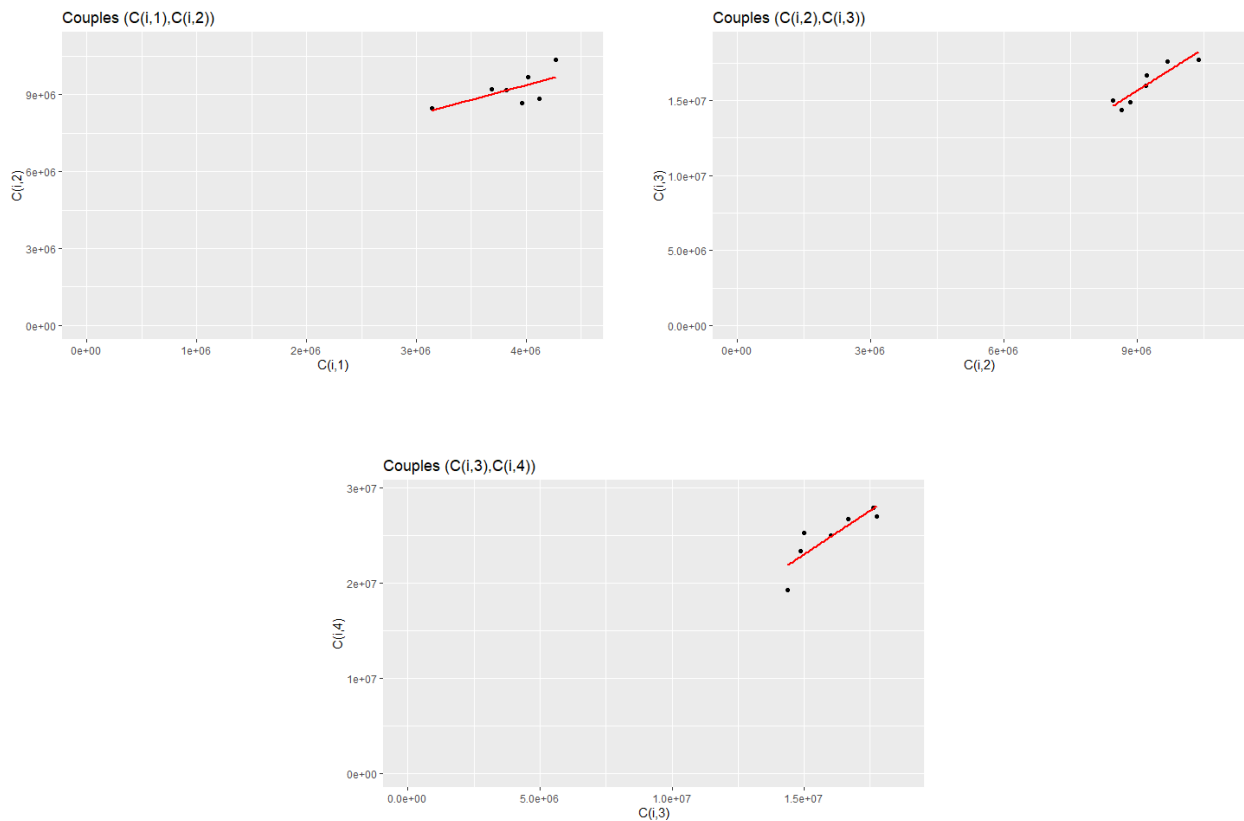 Couples (C(i,1),C(i,2))
C(i,2)
9e+06
6e+06
3e+06
0e+00
0e+00 1e+06 2e+06 3e+06 4e+06
C(i,1)
Couples (C(i,2),C(i,3))
C(i,3)
1.5e+07
1.0e+07
5.0e+06
0.0e+00
0e+00 3e+06 6e+06 9e+06
C(i,2)
Couples (C(i,3),C(i,4))
C(i,4)
3e+07
2e+07
1e+07
0e+00
0.0e+00 5.0e+06 1.0e+07 1.5e+07
C(i,3)